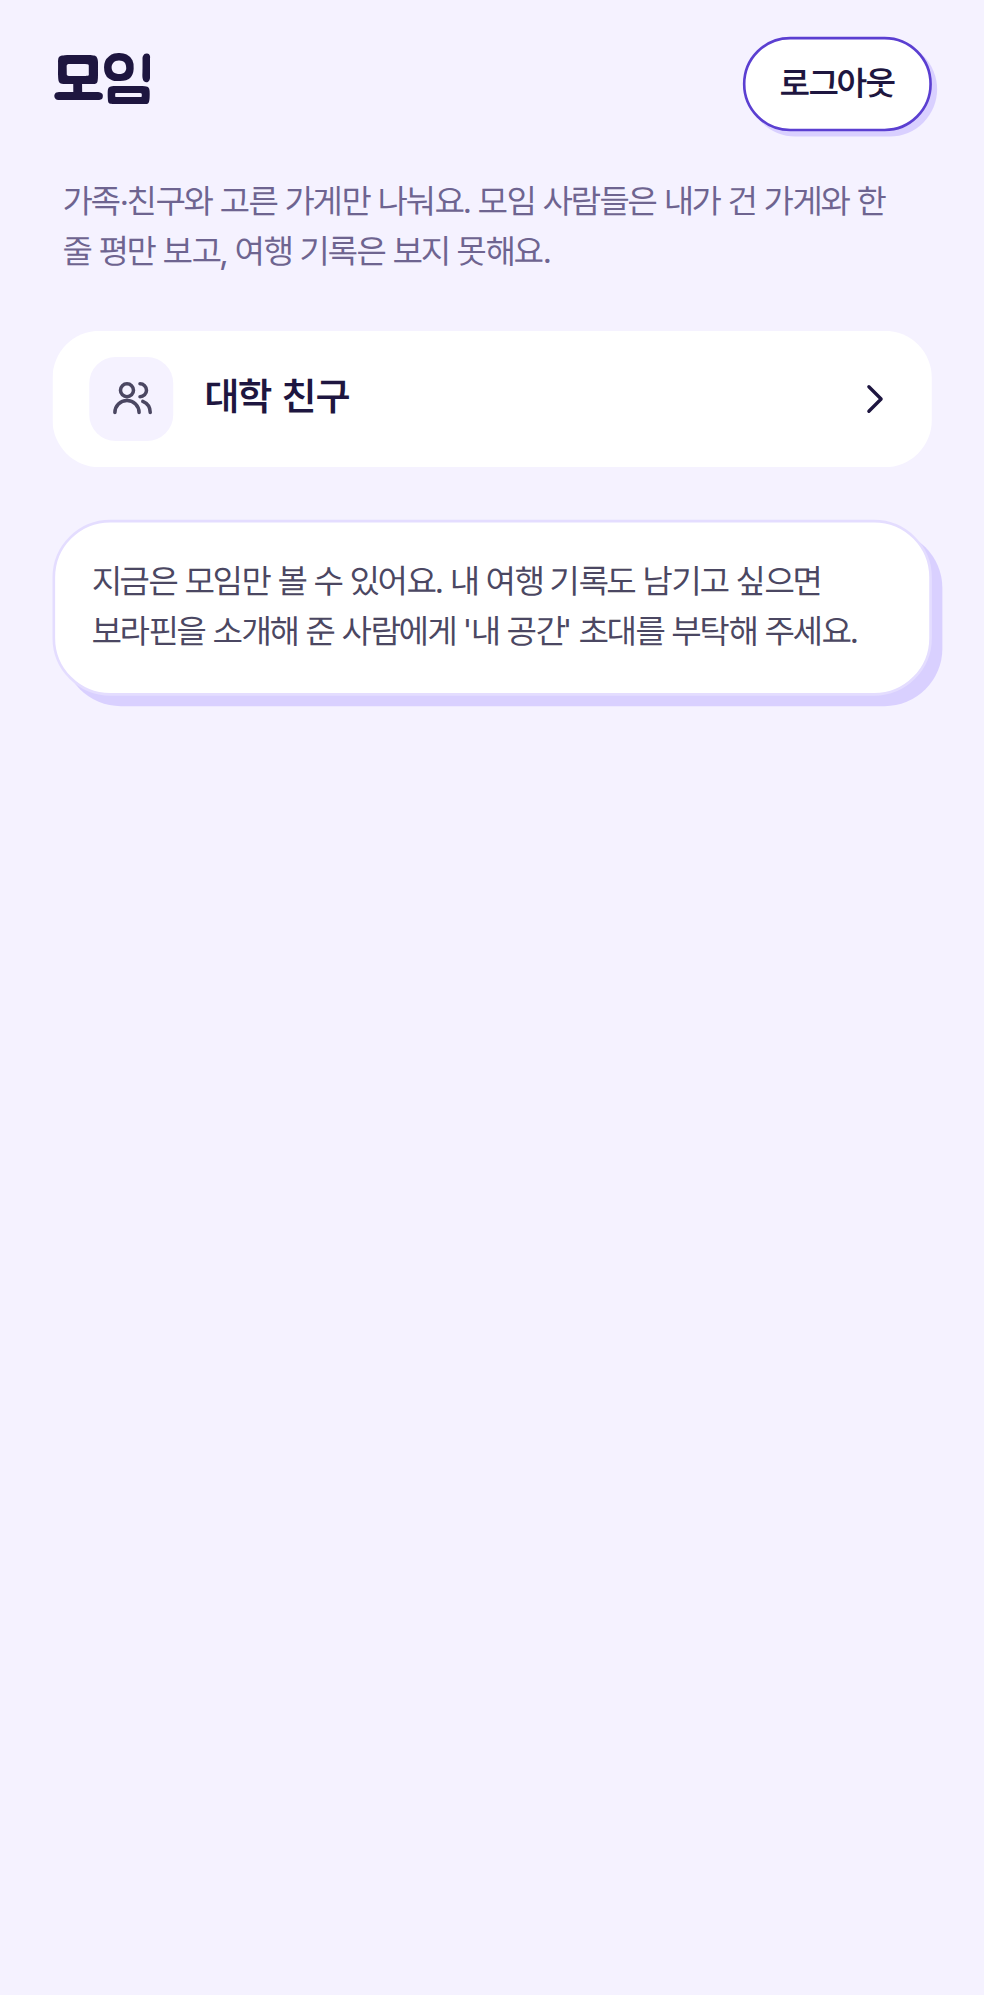 모임
로그아웃
가족·친구와 고른 가게만 나눠요. 모임 사람들은 내가 건 가게와 한
줄 평만 보고, 여행 기록은 보지 못해요.
대학 친구
지금은 모임만 볼 수 있어요. 내 여행 기록도 남기고 싶으면
보라핀을 소개해 준 사람에게 '내 공간' 초대를 부탁해 주세요.